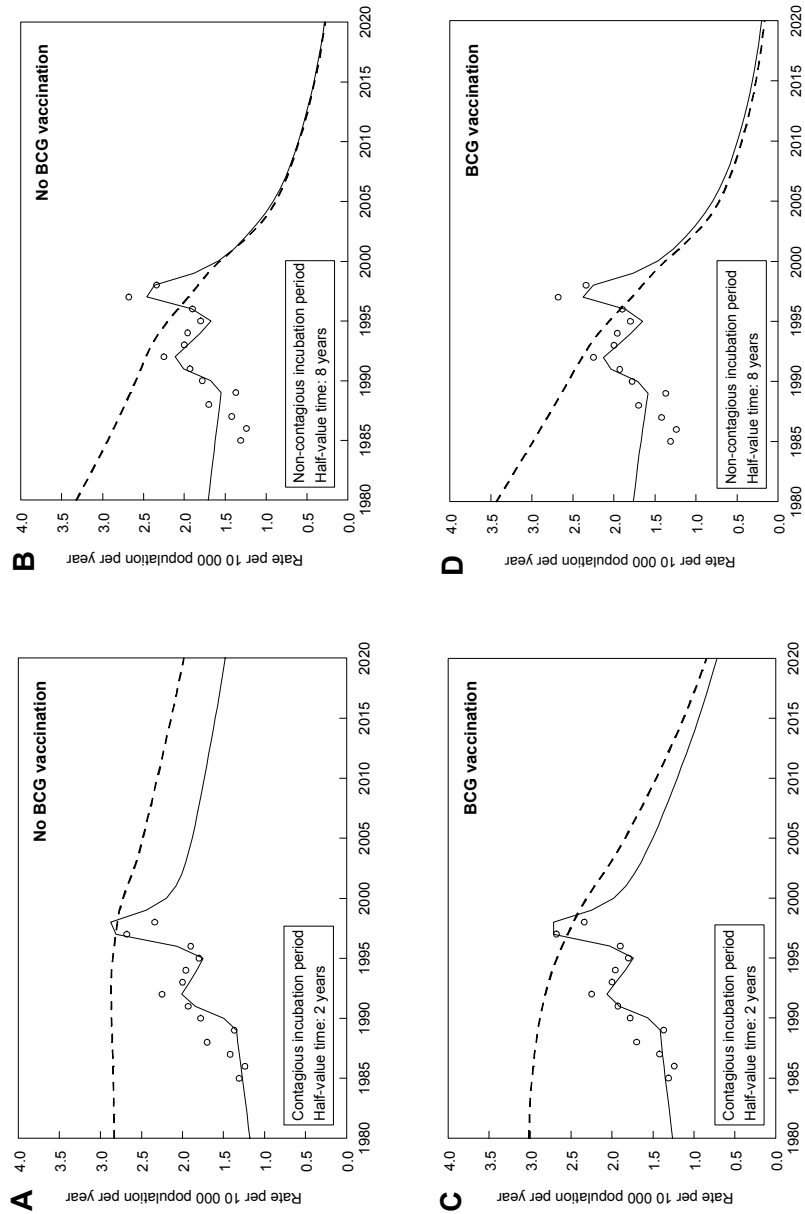 A
No BCG vaccination
Rate per 10 000 population per year
4.0
3.5
3.0
2.5
2.0
1.5
1.0
0.5
0.0
Contagious incubation period
Half-value time: 2 years
1980 1985 1990 1995 2000 2005 2010 2015 2020
B
No BCG vaccination
Rate per 10 000 population per year
4.0
3.5
3.0
2.5
2.0
1.5
1.0
0.5
0.0
Non-contagious incubation period
Half-value time: 8 years
1980 1985 1990 1995 2000 2005 2010 2015 2020
C
BCG vaccination
Rate per 10 000 population per year
4.0
3.5
3.0
2.5
2.0
1.5
1.0
0.5
0.0
Contagious incubation period
Half-value time: 2 years
1980 1985 1990 1995 2000 2005 2010 2015 2020
D
BCG vaccination
Rate per 10 000 population per year
4.0
3.5
3.0
2.5
2.0
1.5
1.0
0.5
0.0
Non-contagious incubation period
Half-value time: 8 years
1980 1985 1990 1995 2000 2005 2010 2015 2020